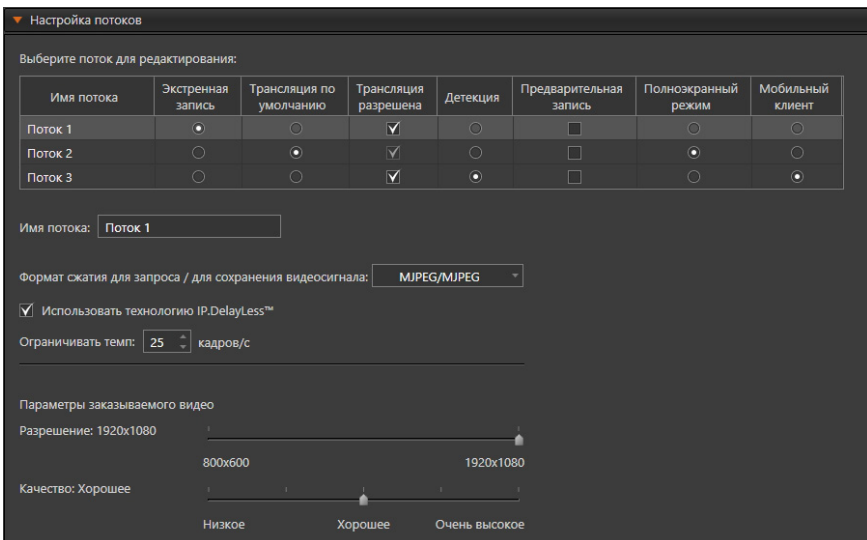 Настройка потоков
Выберите поток для редактирования:
Имя потока Экстренная запись Трансляция по умолчанию Трансляция разрешена Детекция Предварительная запись Полноэкранный режим Мобильный клиент
Поток 1
Поток 2
Поток 3
Имя потока: Поток 1
Формат сжатия для запроса / для сохранения видеосигнала: MJPEG/MJPEG
Использовать технологию IP.DelayLess™
Ограничивать темп: 25 кадров/с
Параметры заказываемого видео
Разрешение: 1920x1080
800x600 1920x1080
Качество: Хорошее
Низкое Хорошее Очень высокое